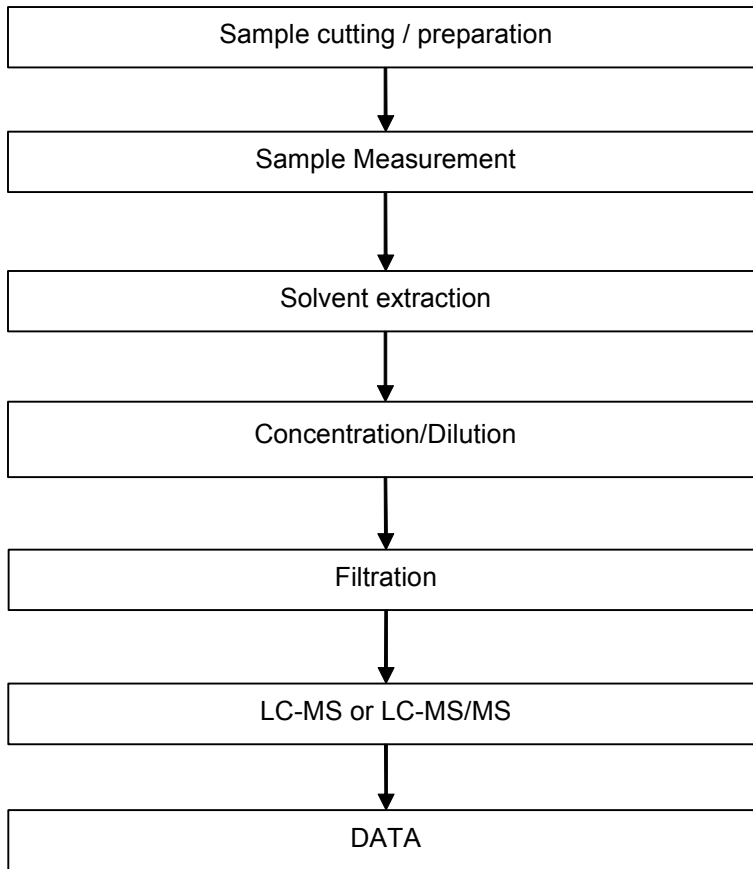 Sample cutting / preparation
Sample Measurement
Solvent extraction
Concentration/Dilution
Filtration
LC-MS or LC-MS/MS
DATA